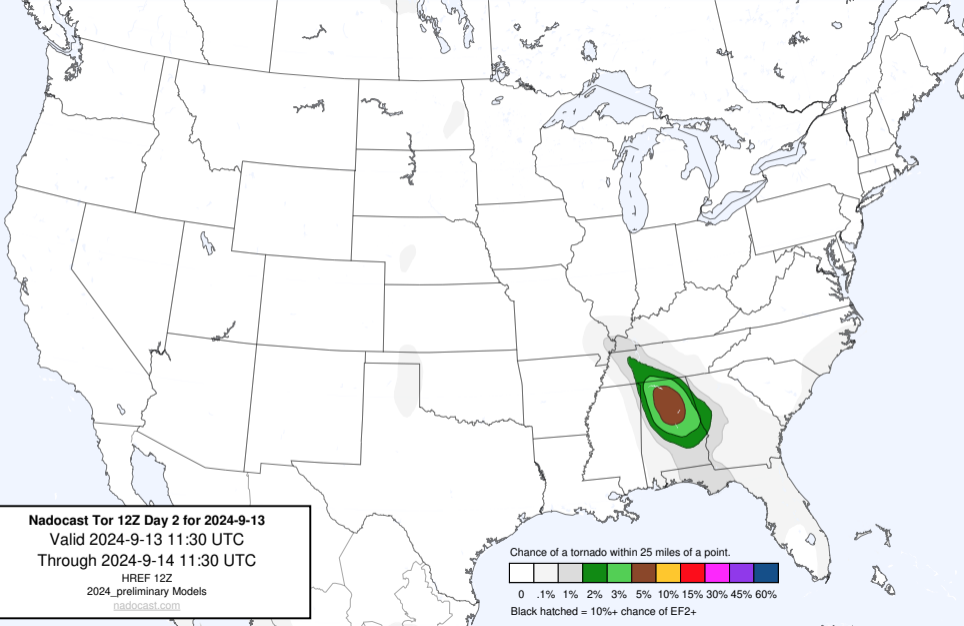 Nadocast Tor 12Z Day 2 for 2024-9-13
Valid 2024-9-13 11:30 UTC
Through 2024-9-14 11:30 UTC
HREF 12Z
2024_preliminary Models
nadocast.com
Chance of a tornado within 25 miles of a point.
0 .1% 1% 2% 3% 5% 10% 15% 30% 45% 60%
Black hatched = 10%+ chance of EF2+